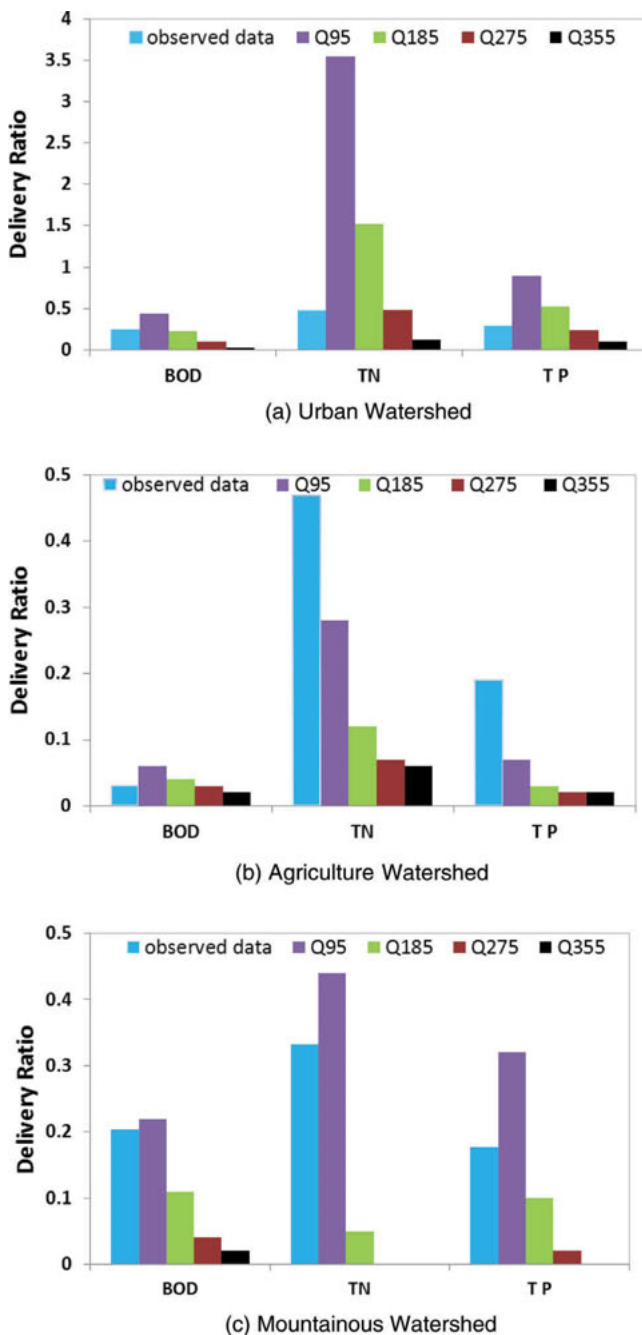 4
observed data Q95 Q185 Q275 Q355
3.5
3
2.5
2
1.5
1
0.5
0
Delivery Ratio
BOD TN T P
(a) Urban Watershed
0.5
observed data Q95 Q185 Q275 Q355
0.4
0.3
0.2
0.1
0
Delivery Ratio
BOD TN T P
(b) Agriculture Watershed
0.5
observed data Q95 Q185 Q275 Q355
0.4
0.3
0.2
0.1
0
Delivery Ratio
BOD TN T P
(c) Mountainous Watershed